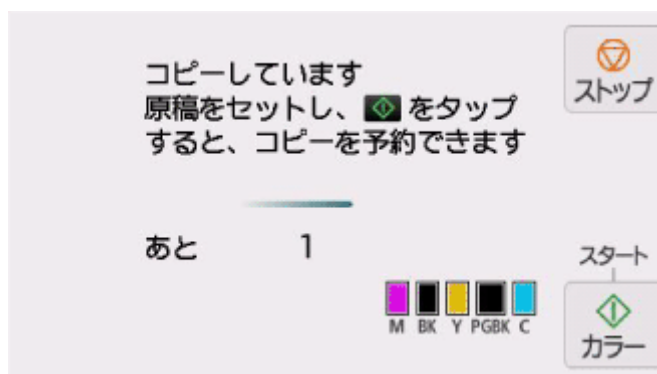 コピーしています
原稿をセットし、をタップ
すると、コピーを予約できます
あと 1
M BK Y PGBK C
ストップ
スタート
カラー